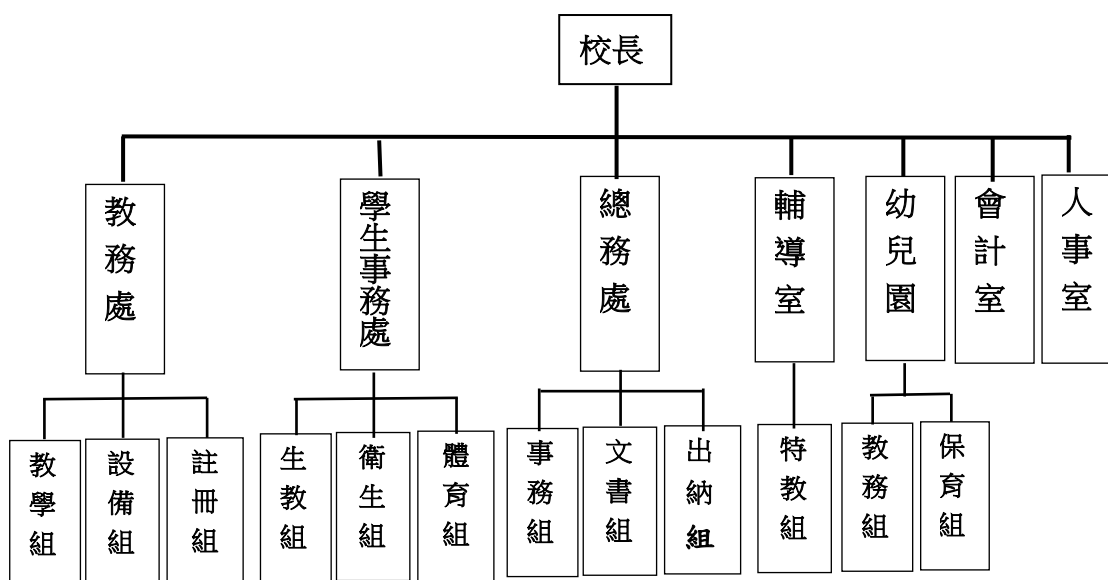 校長
教務處
學生事務處
總務處
輔導室
幼兒園
會計室
人事室
教學組
設備組
註冊組
生教組
衛生組
體育組
事務組
文書組
出納組
特教組
教務組
保育組